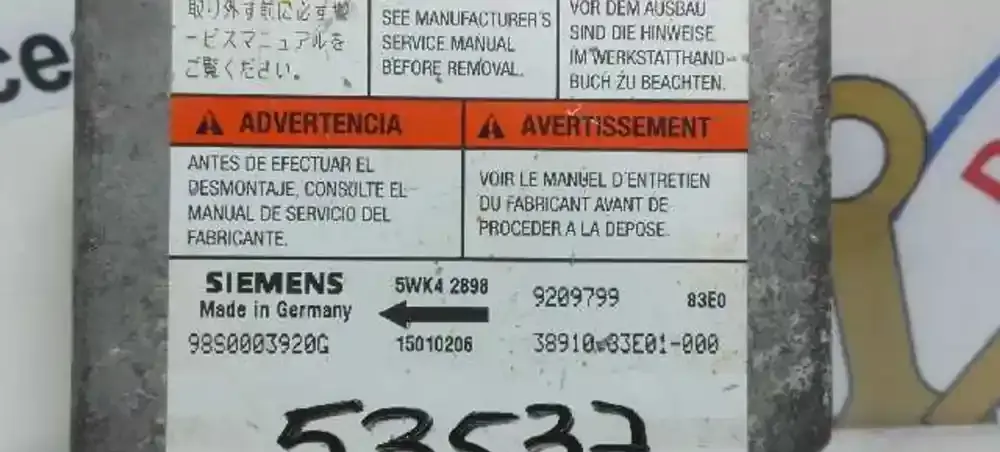 取り外す前に必ずサ
ービスマニュアルを
ご覧ください。
SEE MANUFACTURER'S
SERVICE MANUAL
BEFORE REMOVAL.
VOR DEM AUSBAU
SIND DIE HINWEISE
IM WERKSTATTHAND-
BUCH ZU BEACHTEN.
ADVERTENCIA
ANTES DE EFECTUAR EL
DESMONTAJE, CONSULTE EL
MANUAL DE SERVICIO DEL
FABRICANTE.
AVERTISSEMENT
VOIR LE MANUEL D'ENTRETIEN
DU FABRICANT AVANT DE
PROCEDER A LA DEPOSE.
SIEMENS
Made in Germany
98S0003920G
5WK4 2898
15010206
9209799
83E0
38910-83E01-000
53537
ce